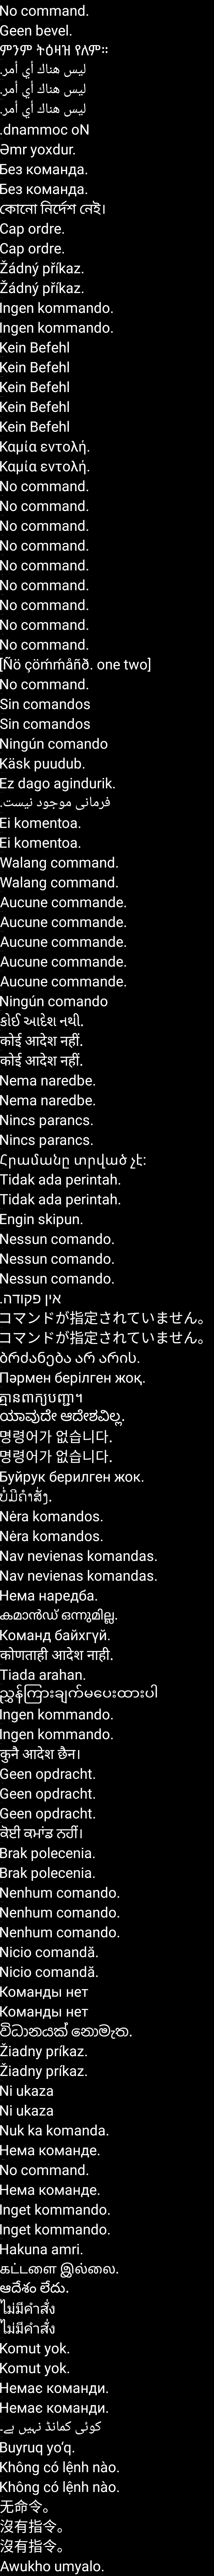 No command.
Geen bevel.
ምንም ትዕዛዝ የለም።
ليس هناك أي أمر.
ليس هناك أي أمر.
ليس هناك أي أمر.
.dnammoc oN
Əmr yoxdur.
Без команда.
Без команда.
কোনো নির্দেশ নেই।
Cap ordre.
Cap ordre.
Žádný příkaz.
Žádný příkaz.
Ingen kommando.
Ingen kommando.
Kein Befehl
Kein Befehl
Kein Befehl
Kein Befehl
Kein Befehl
Καμία εντολή.
Καμία εντολή.
No command.
No command.
No command.
No command.
No command.
No command.
No command.
No command.
No command.
[Ñö çöḿḿåñð. one two]
No command.
Sin comandos
Sin comandos
Ningún comando
Käsk puudub.
Ez dago agindurik.
فرمانی موجود نیست.
Ei komentoa.
Ei komentoa.
Walang command.
Walang command.
Aucune commande.
Aucune commande.
Aucune commande.
Aucune commande.
Aucune commande.
Ningún comando
કોઈ આદેશ નથી.
कोई आदेश नहीं.
कोई आदेश नहीं.
Nema naredbe.
Nema naredbe.
Nincs parancs.
Nincs parancs.
Հրամանը տրված չէ:
Tidak ada perintah.
Tidak ada perintah.
Engin skipun.
Nessun comando.
Nessun comando.
Nessun comando.
אין פקודה.
コマンドが指定されていません。
コマンドが指定されていません。
ბრძანება არ არის.
Пәрмен берілген жоқ.
គ្មានពាក្យបញ្ជា។
ಯಾವುದೇ ಆದೇಶವಿಲ್ಲ.
명령어가 없습니다.
명령어가 없습니다.
Буйрук берилген жок.
ບໍ່ມີຄຳສັ່ງ.
Nėra komandos.
Nėra komandos.
Nav nevienas komandas.
Nav nevienas komandas.
Нема наредба.
കമാൻഡ് ഒന്നുമില്ല.
Команд байхгүй.
कोणताही आदेश नाही.
Tiada arahan.
ညွှန်ကြားချက်မပေးထားပါ
Ingen kommando.
Ingen kommando.
कुनै आदेश छैन।
Geen opdracht.
Geen opdracht.
Geen opdracht.
ਕੋਈ ਕਮਾਂਡ ਨਹੀਂ।
Brak polecenia.
Brak polecenia.
Nenhum comando.
Nenhum comando.
Nenhum comando.
Nicio comandă.
Nicio comandă.
Команды нет
Команды нет
විධානයක් නොමැත.
Žiadny príkaz.
Žiadny príkaz.
Ni ukaza
Ni ukaza
Nuk ka komanda.
Нема команде.
No command.
Нема команде.
Inget kommando.
Inget kommando.
Hakuna amri.
கட்டளை இல்லை.
ఆదేశం లేదు.
ไม่มีคำสั่ง
ไม่มีคำสั่ง
Komut yok.
Komut yok.
Немає команди.
Немає команди.
کوئی کمانڈ نہیں ہے۔
Buyruq yo‘q.
Không có lệnh nào.
Không có lệnh nào.
无命令。
沒有指令。
沒有指令。
Awukho umyalo.